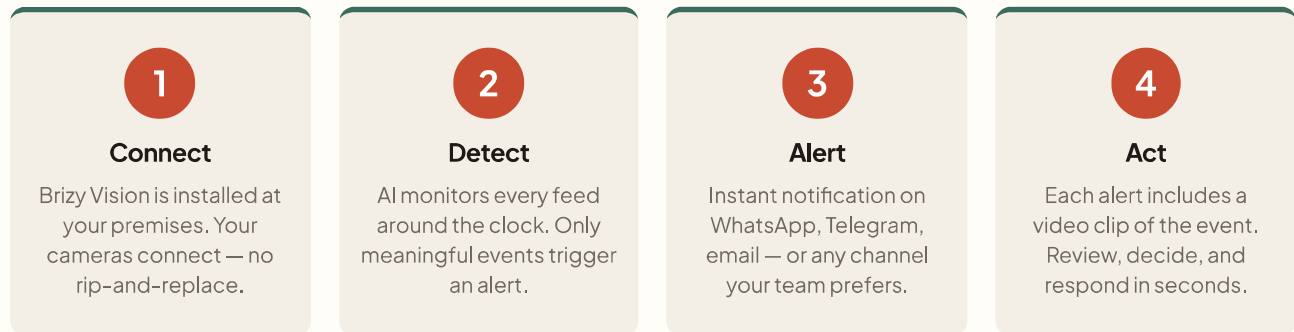 1
Connect
Brizy Vision is installed at
your premises. Your
cameras connect — no
rip-and-replace.
2
Detect
AI monitors every feed
around the clock. Only
meaningful events trigger
an alert.
3
Alert
Instant notification on
WhatsApp, Telegram,
email — or any channel
your team prefers.
4
Act
Each alert includes a
video clip of the event.
Review, decide, and
respond in seconds.